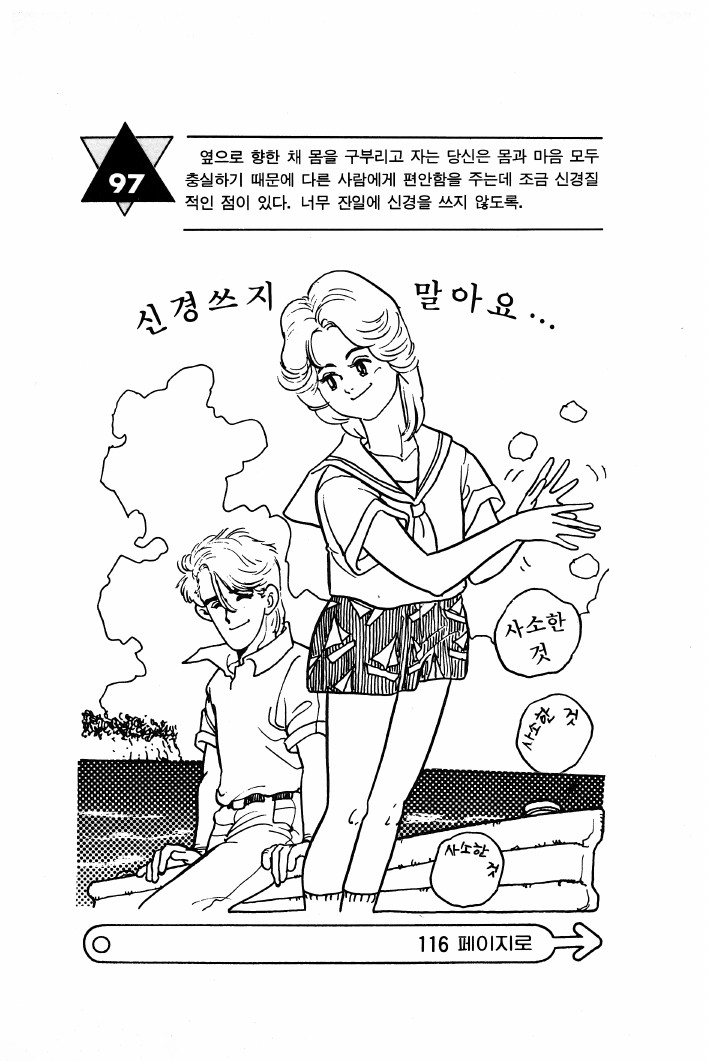 97
옆으로 향한 채 몸을 구부리고 자는 당신은 몸과 마음 모두
충실하기 때문에 다른 사람에게 편안함을 주는데 조금 신경질
적인 점이 있다. 너무 잔일에 신경을 쓰지 않도록.
신경쓰지 말아요...
사소한
것
사소한 것
사소한
것
116 페이지로